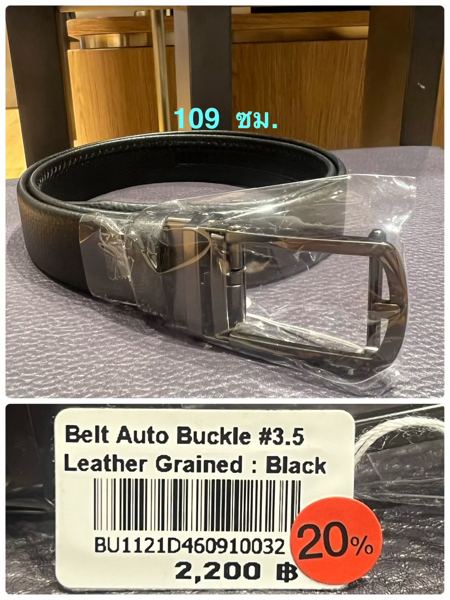 109 ซม.
Belt Auto Buckle #3.5
Leather Grained : Black
BU1121D460910032
20%
2,200 ฿